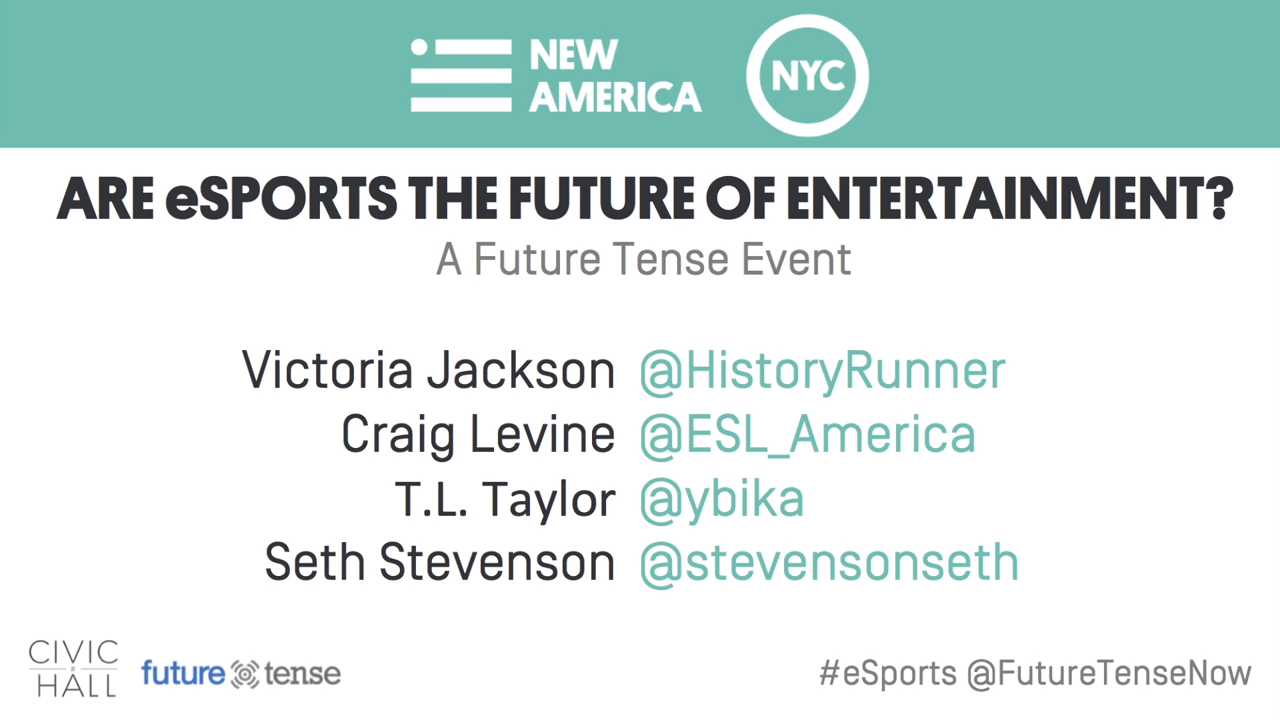 NEW
AMERICA
NYC
ARE eSPORTS THE FUTURE OF ENTERTAINMENT?
A Future Tense Event
Victoria Jackson @HistoryRunner
Craig Levine @ESL_America
T.L. Taylor @ybika
Seth Stevenson @stevensonseth
CIVIC
HALL
future tense
#eSports @FutureTenseNow